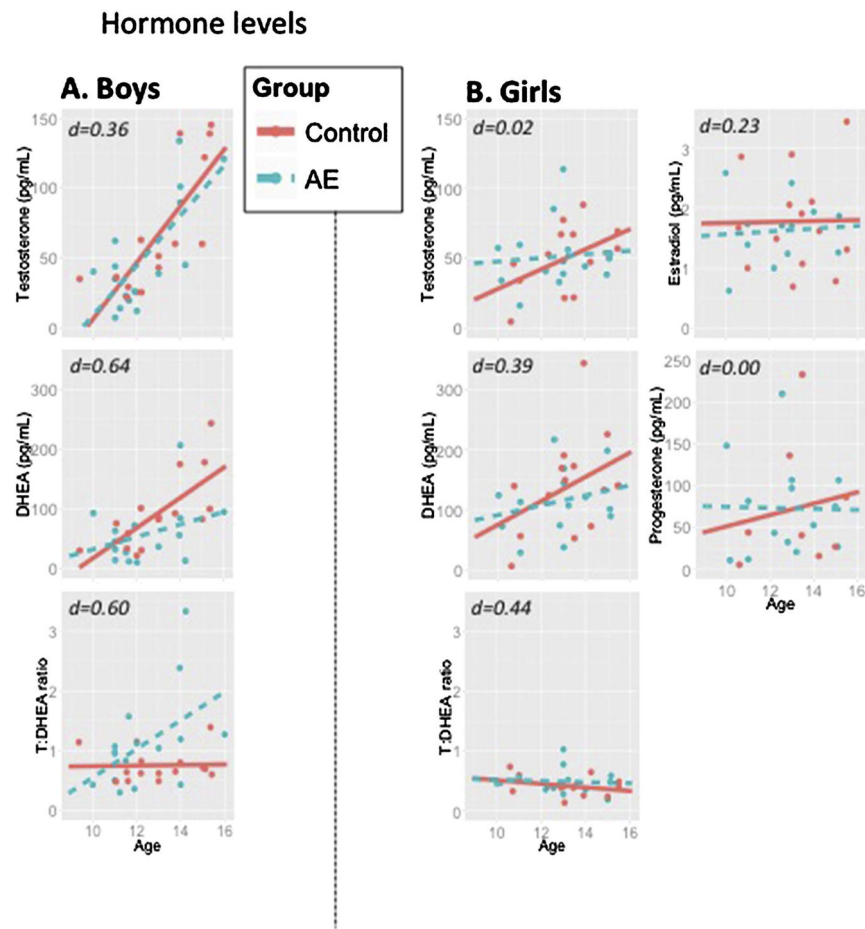 Hormone levels
A. Boys
Group
Control
AE
B. Girls
d=0.36
150
100
50
0
Testosterone (pg/mL)
d=0.64
300
200
100
0
DHEA (pg/mL)
d=0.60
3
2
1
0
T:DHEA ratio
10 12 14 16
Age
d=0.02
150
100
50
0
Testosterone (pg/mL)
d=0.23
3
2
1
0
Estradiol (pg/mL)
d=0.39
300
200
100
0
DHEA (pg/mL)
d=0.00
250
200
150
100
50
0
Progesterone (pg/mL)
10 12 14 16
Age
d=0.44
3
2
1
0
T:DHEA ratio
10 12 14 16
Age